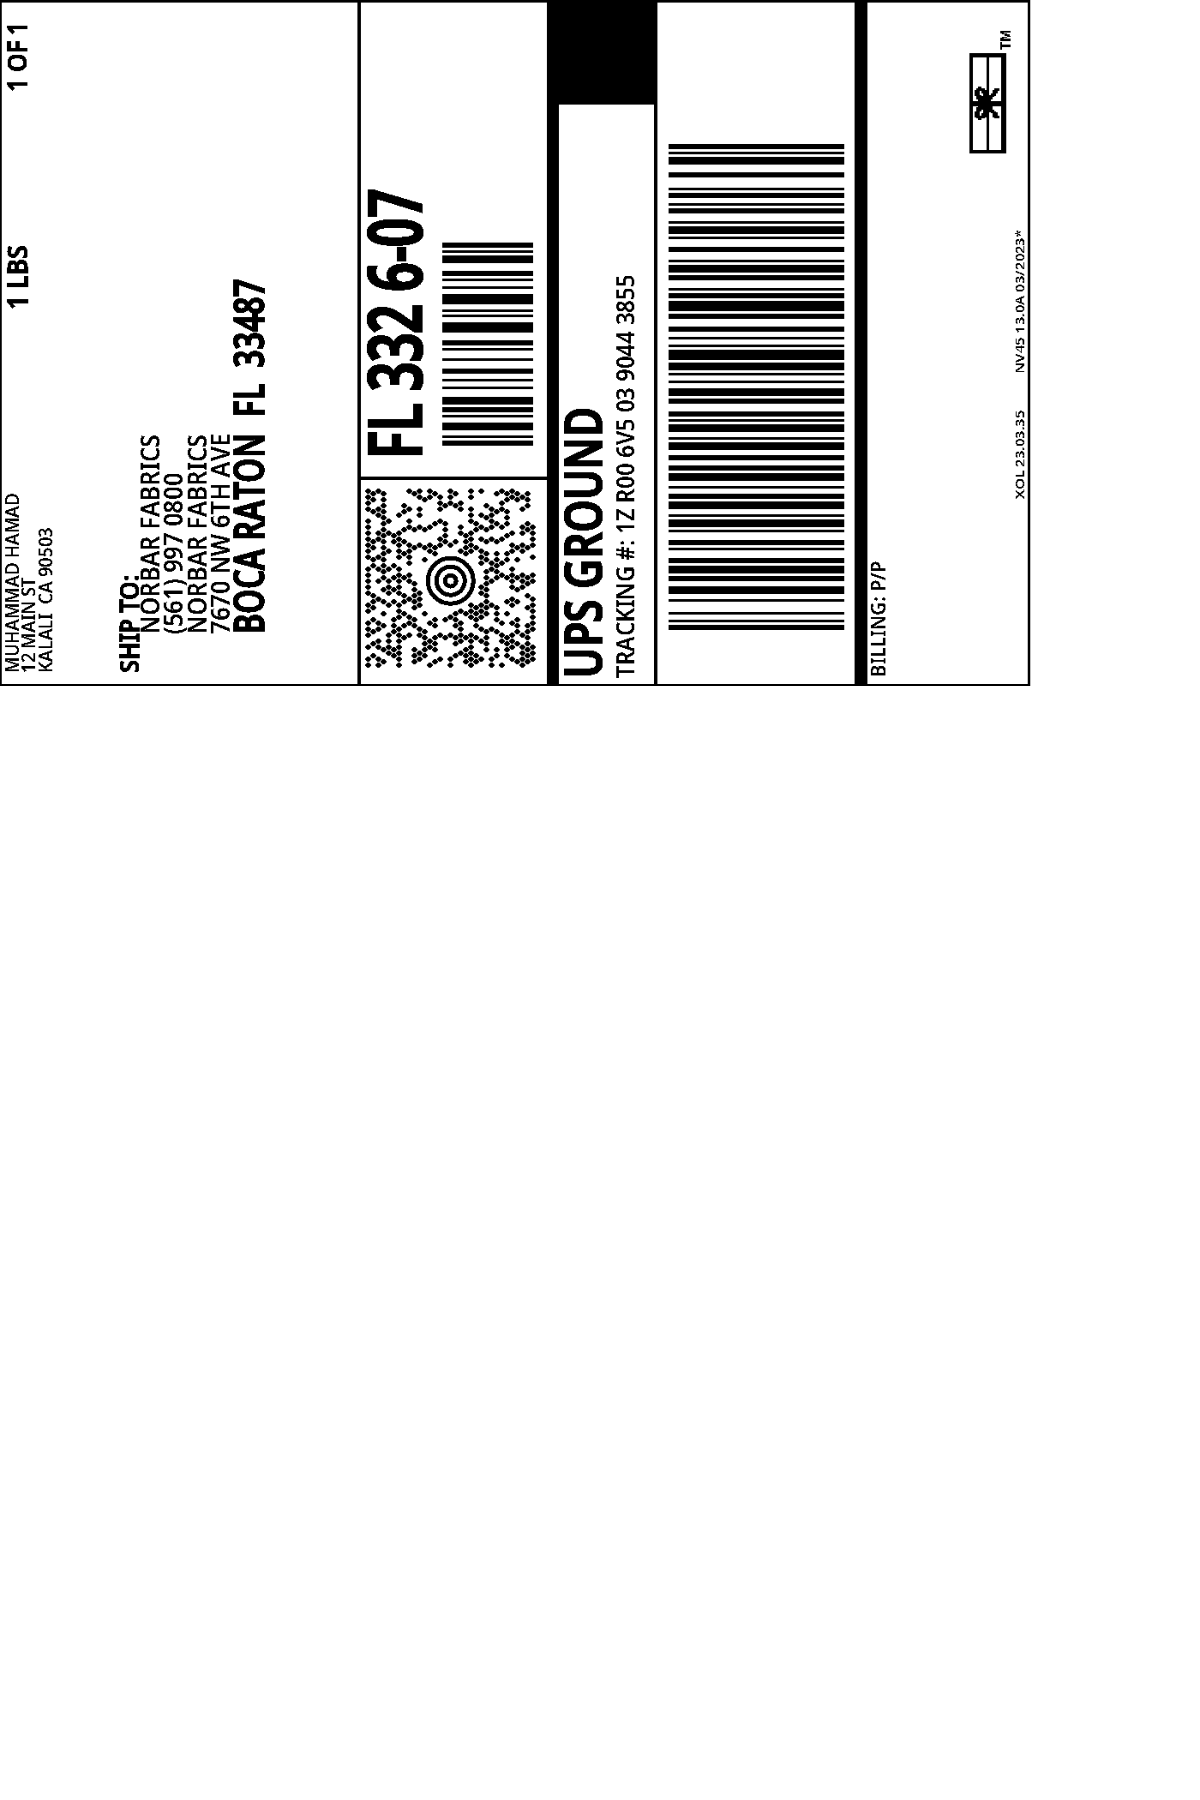 MUHAMMAD HAMAD
12 MAIN ST
KALALI CA 90503
1 LBS
1 OF 1
SHIP TO:
NORBAR FABRICS
(561) 997 0800
NORBAR FABRICS
7670 NW 6TH AVE
BOCA RATON FL 33487
FL 332 6-07
UPS GROUND
TRACKING #: 1Z R00 6V5 03 9044 3855
BILLING: P/P
XOL 23.03.35 NV45 13.0A 03/2023*
TM